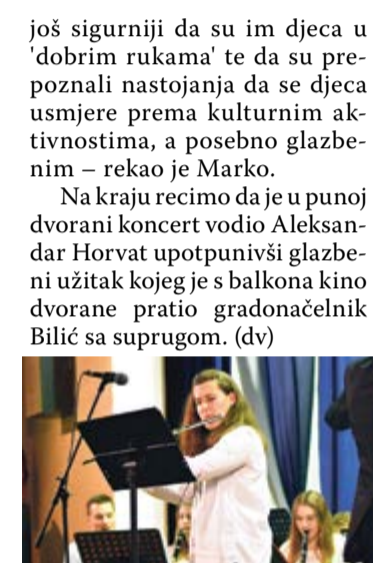 još sigurniji da su im djeca u
'dobrim rukama' te da su pre-
poznali nastojanja da se djeca
usmjere prema kulturnim ak-
tivnostima, a posebno glazbe-
nim – rekao je Marko.
Na kraju recimo da je u punoj
dvorani koncert vodio Aleksan-
dar Horvat upotpunivši glazbe-
ni užitak kojeg je s balkona kino
dvorane pratio gradonačelnik
Bilić sa suprugom. (dv)